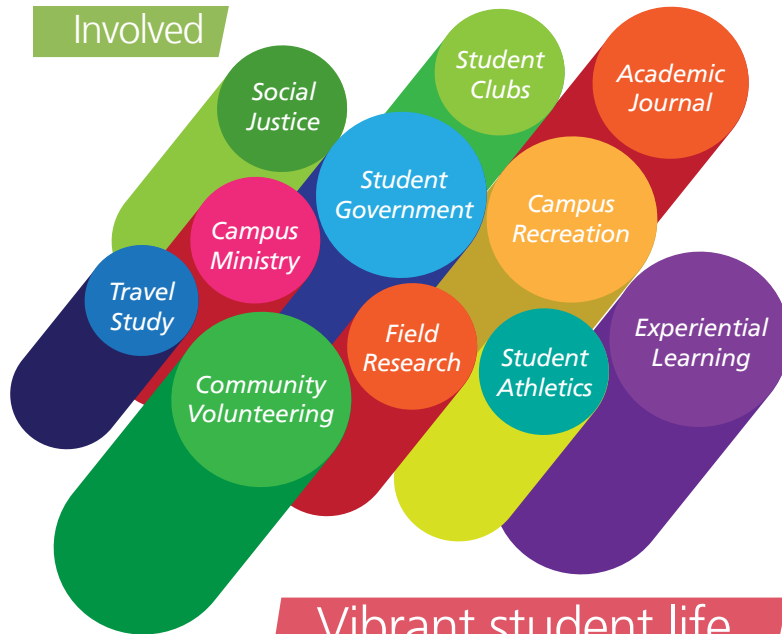 Involved
Social
Justice
Student
Clubs
Academic
Journal
Student
Government
Campus
Recreation
Campus
Ministry
Travel
Study
Field
Research
Student
Athletics
Experiential
Learning
Community
Volunteering
Vibrant student life